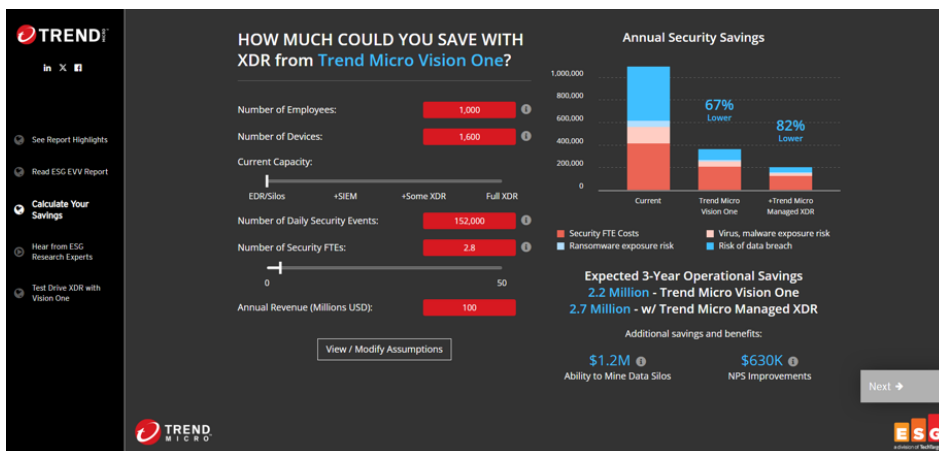 TREND
in X f
See Report Highlights
Read ESG EVV Report
Calculate Your
Savings
Hear from ESG
Research Experts
Test Drive XDR with
Vision One
HOW MUCH COULD YOU SAVE WITH
XDR from Trend Micro Vision One?
Number of Employees: 1,000
Number of Devices: 1,600
Current Capacity:
EDR/Silos +SIEM +Some XDR Full XDR
Number of Daily Security Events: 152,000
Number of Security FTEs: 2.8
0 50
Annual Revenue (Millions USD): 100
View / Modify Assumptions
Annual Security Savings
1,000,000
800,000
600,000
400,000
200,000
0
67%
Lower
82%
Lower
Current
Trend Micro
Vision One
+Trend Micro
Managed XDR
Security FTE Costs
Virus, malware exposure risk
Ransomware exposure risk
Risk of data breach
Expected 3-Year Operational Savings
2.2 Million - Trend Micro Vision One
2.7 Million - w/ Trend Micro Managed XDR
Additional savings and benefits:
$1.2M
Ability to Mine Data Silos
$630K
NPS Improvements
Next →
TREND
MICRO
ESG